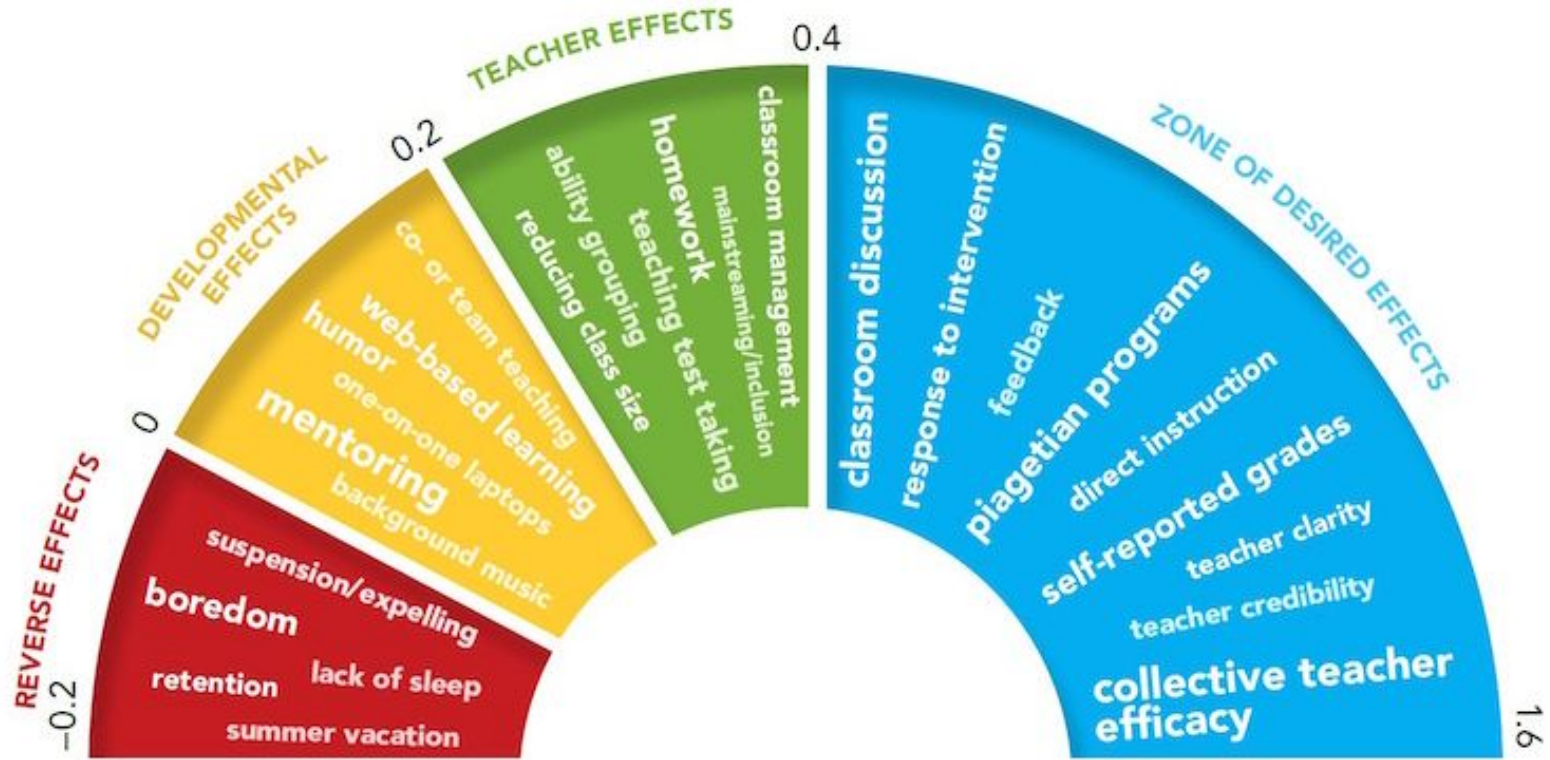 REVERSE EFFECTS
–0.2
suspension/expelling
boredom
retention
lack of sleep
summer vacation
0
DEVELOPMENTAL
EFFECTS
co- or team teaching
web-based learning
humor
one-on-one laptops
mentoring
background music
0.2
TEACHER EFFECTS
classroom management
mainstreaming/inclusion
homework
teaching test taking
ability grouping
reducing class size
0.4
ZONE OF DESIRED EFFECTS
classroom discussion
response to intervention
feedback
piagetian programs
direct instruction
self-reported grades
teacher clarity
teacher credibility
collective teacher
efficacy
1.6